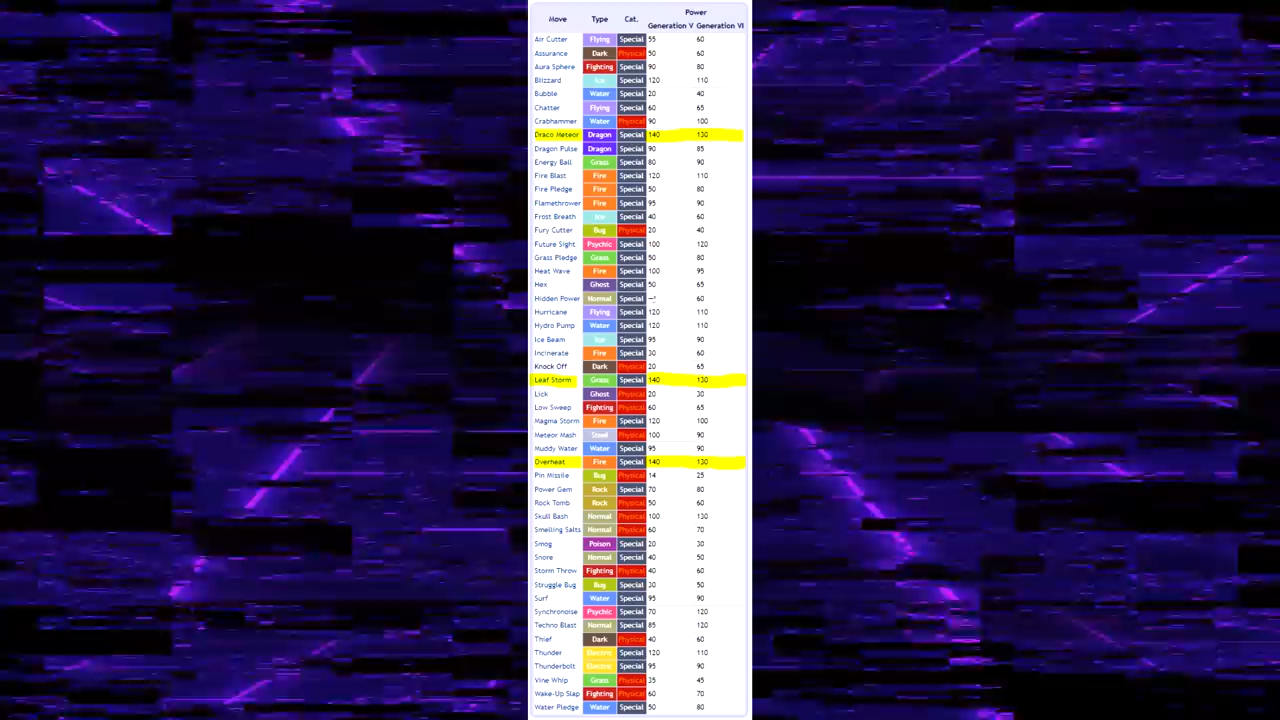 Power
Move Type Cat. Generation V Generation VI
Air Cutter Flying Special 55 60
Assurance Dark Physical 50 60
Aura Sphere Fighting Special 90 80
Blizzard Ice Special 120 110
Bubble Water Special 20 40
Chatter Flying Special 60 65
Crabhammer Water Physical 90 100
Draco Meteor Dragon Special 140 130
Dragon Pulse Dragon Special 90 85
Energy Ball Grass Special 80 90
Fire Blast Fire Special 120 110
Fire Pledge Fire Special 50 80
Flamethrower Fire Special 95 90
Frost Breath Ice Special 40 60
Fury Cutter Bug Physical 20 40
Future Sight Psychic Special 100 120
Grass Pledge Grass Special 50 80
Heat Wave Fire Special 100 95
Hex Ghost Special 50 65
Hidden Power Normal Special — 60
Hurricane Flying Special 120 110
Hydro Pump Water Special 120 110
Ice Beam Ice Special 95 90
Incinerate Fire Special 30 60
Knock Off Dark Physical 20 65
Leaf Storm Grass Special 140 130
Lick Ghost Physical 20 30
Low Sweep Fighting Physical 60 65
Magma Storm Fire Special 120 100
Meteor Mash Steel Physical 100 90
Muddy Water Water Special 95 90
Overheat Fire Special 140 130
Pin Missile Bug Physical 14 25
Power Gem Rock Special 70 80
Rock Tomb Rock Physical 50 60
Skull Bash Normal Physical 100 130
Smelling Salts Normal Physical 60 70
Smog Poison Special 20 30
Snore Normal Special 40 50
Storm Throw Fighting Physical 40 60
Struggle Bug Bug Special 30 50
Surf Water Special 95 90
Synchronoise Psychic Special 70 120
Techno Blast Normal Special 85 120
Thief Dark Physical 40 60
Thunder Electric Special 120 110
Thunderbolt Electric Special 95 90
Vine Whip Grass Physical 35 45
Wake-Up Slap Fighting Physical 60 70
Water Pledge Water Special 50 80